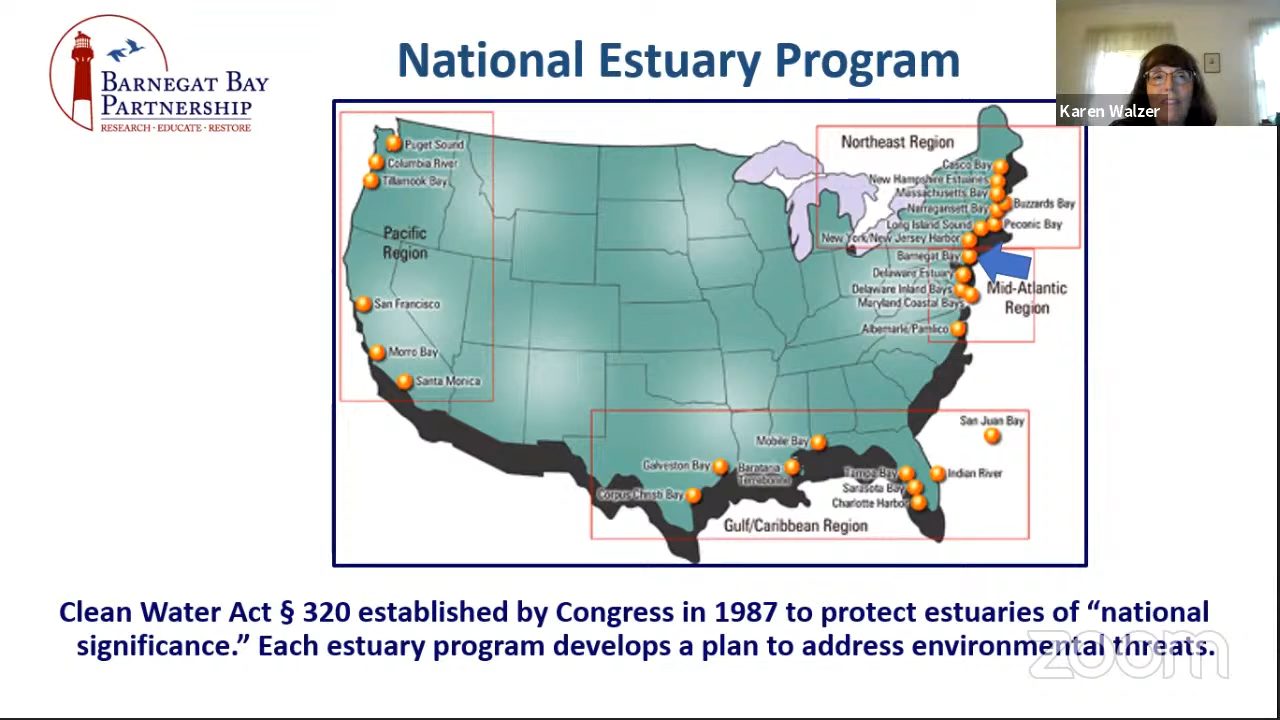 BARNEGAT BAY
PARTNERSHIP
RESEARCH · EDUCATE · RESTORE
National Estuary Program
Karen Walzer
Puget Sound
Columbia River
Tillamook Bay
Pacific
Region
San Francisco
Morro Bay
Santa Monica
Northeast Region
Casco Bay
New Hampshire Estuaries
Massachusetts Bay
Buzzards Bay
Narragansett Bay
Long Island Sound
Peconic Bay
New York/New Jersey Harbor
Barnegat Bay
Delaware Estuary
Delaware Inland Bays
Maryland Coastal Bays
Mid-Atlantic
Region
Albemarle/Pamlico
San Juan Bay
Mobile Bay
Galveston Bay
Barataria
Terrebonne
Corpus Christi Bay
Tampa Bay
Indian River
Sarasota Bay
Charlotte Harbor
Gulf/Caribbean Region
Clean Water Act § 320 established by Congress in 1987 to protect estuaries of “national
significance.” Each estuary program develops a plan to address environmental threats.
zoom